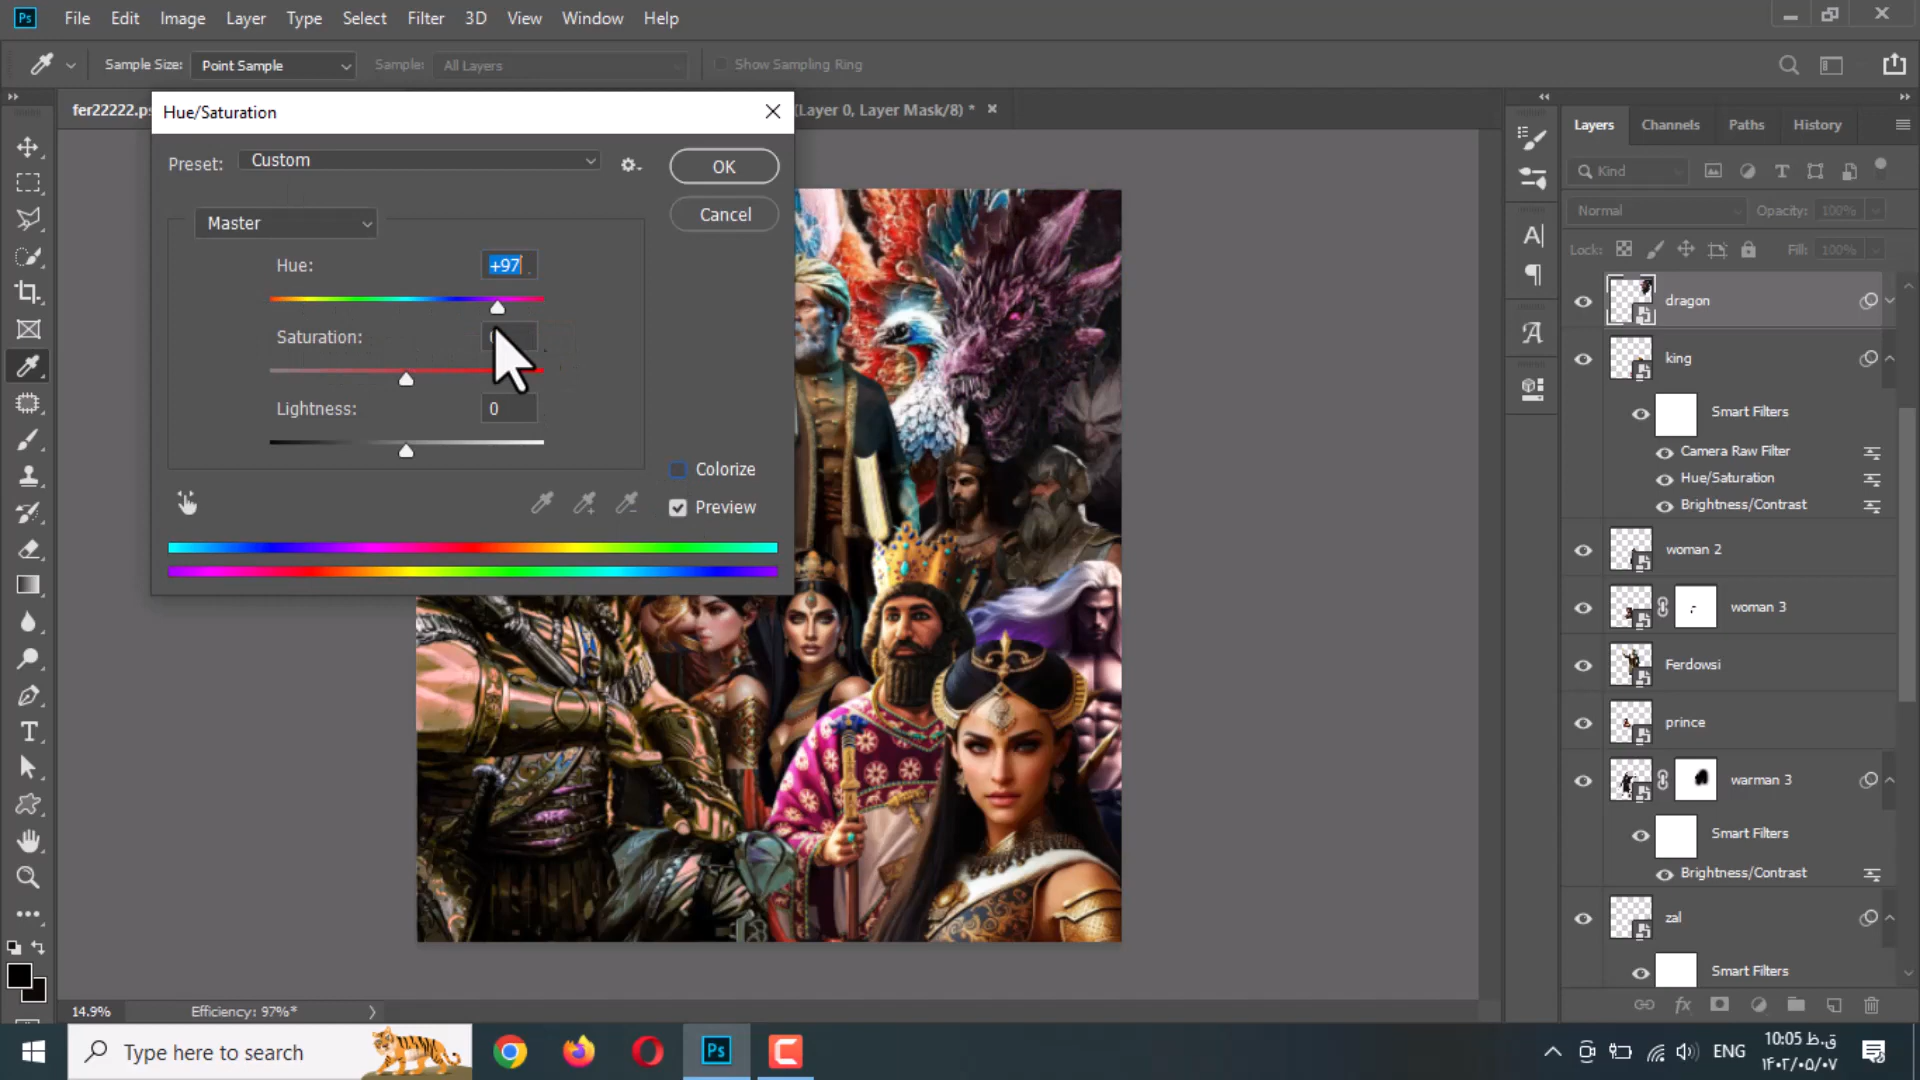 Ps File Edit Image Layer Type Select Filter 3D View Window Help
Sample Size: Point Sample Sample: All Layers Show Sampling Ring
fer22222.ps (Layer 0, Layer Mask/8) *
Hue/Saturation
Preset: Custom
OK
Cancel
Master
Hue: +97
Saturation:
Lightness: 0
Colorize
Preview
Layers Channels Paths History
Kind
Normal Opacity: 100%
Lock: Fill: 100%
dragon
king
Smart Filters
Camera Raw Filter
Hue/Saturation
Brightness/Contrast
woman 2
woman 3
Ferdowsi
prince
warman 3
Smart Filters
Brightness/Contrast
zal
Smart Filters
14.9% Efficiency: 97%*
Type here to search
Ps
ENG
10:05 ق.ظ
۱۴۰۲/۰۵/۰۷